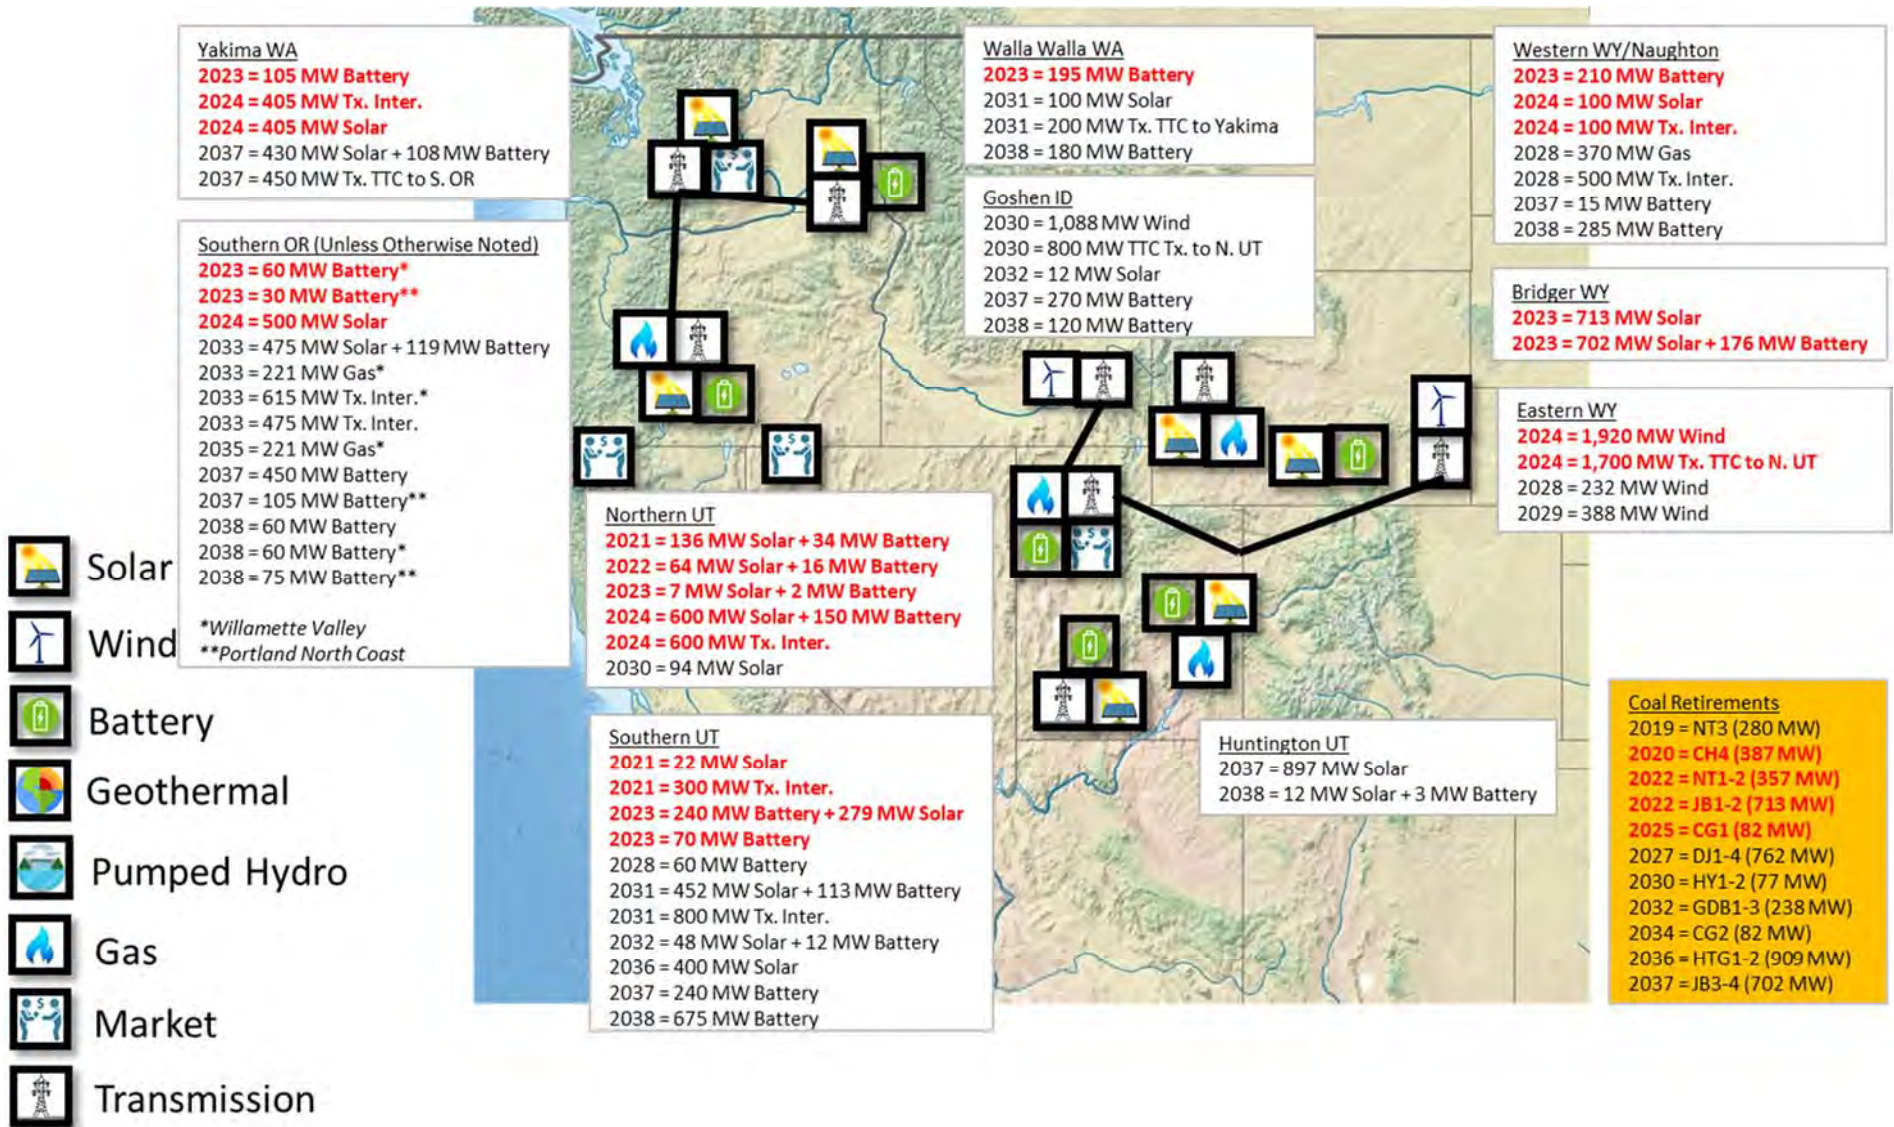 Yakima WA
2023 = 105 MW Battery
2024 = 405 MW Tx. Inter.
2024 = 405 MW Solar
2037 = 430 MW Solar + 108 MW Battery
2037 = 450 MW Tx. TTC to S. OR
Southern OR (Unless Otherwise Noted)
2023 = 60 MW Battery*
2023 = 30 MW Battery**
2024 = 500 MW Solar
2033 = 475 MW Solar + 119 MW Battery
2033 = 221 MW Gas*
2033 = 615 MW Tx. Inter.*
2033 = 475 MW Tx. Inter.
2035 = 221 MW Gas*
2037 = 450 MW Battery
2037 = 105 MW Battery**
2038 = 60 MW Battery
2038 = 60 MW Battery*
2038 = 75 MW Battery**
*Willamette Valley
**Portland North Coast
Walla Walla WA
2023 = 195 MW Battery
2031 = 100 MW Solar
2031 = 200 MW Tx. TTC to Yakima
2038 = 180 MW Battery
Goshen ID
2030 = 1,088 MW Wind
2030 = 800 MW TTC Tx. to N. UT
2032 = 12 MW Solar
2037 = 270 MW Battery
2038 = 120 MW Battery
Western WY/Naughton
2023 = 210 MW Battery
2024 = 100 MW Solar
2024 = 100 MW Tx. Inter.
2028 = 370 MW Gas
2028 = 500 MW Tx. Inter.
2037 = 15 MW Battery
2038 = 285 MW Battery
Bridger WY
2023 = 713 MW Solar
2023 = 702 MW Solar + 176 MW Battery
Eastern WY
2024 = 1,920 MW Wind
2024 = 1,700 MW Tx. TTC to N. UT
2028 = 232 MW Wind
2029 = 388 MW Wind
Northern UT
2021 = 136 MW Solar + 34 MW Battery
2022 = 64 MW Solar + 16 MW Battery
2023 = 7 MW Solar + 2 MW Battery
2024 = 600 MW Solar + 150 MW Battery
2024 = 600 MW Tx. Inter.
2030 = 94 MW Solar
Southern UT
2021 = 22 MW Solar
2021 = 300 MW Tx. Inter.
2023 = 240 MW Battery + 279 MW Solar
2023 = 70 MW Battery
2028 = 60 MW Battery
2031 = 452 MW Solar + 113 MW Battery
2031 = 800 MW Tx. Inter.
2032 = 48 MW Solar + 12 MW Battery
2036 = 400 MW Solar
2037 = 240 MW Battery
2038 = 675 MW Battery
Huntington UT
2037 = 897 MW Solar
2038 = 12 MW Solar + 3 MW Battery
Coal Retirements
2019 = NT3 (280 MW)
2020 = CH4 (387 MW)
2022 = NT1-2 (357 MW)
2022 = JB1-2 (713 MW)
2025 = CG1 (82 MW)
2027 = DJ1-4 (762 MW)
2030 = HY1-2 (77 MW)
2032 = GDB1-3 (238 MW)
2034 = CG2 (82 MW)
2036 = HTG1-2 (909 MW)
2037 = JB3-4 (702 MW)
Solar
Wind
Battery
Geothermal
Pumped Hydro
Gas
Market
Transmission